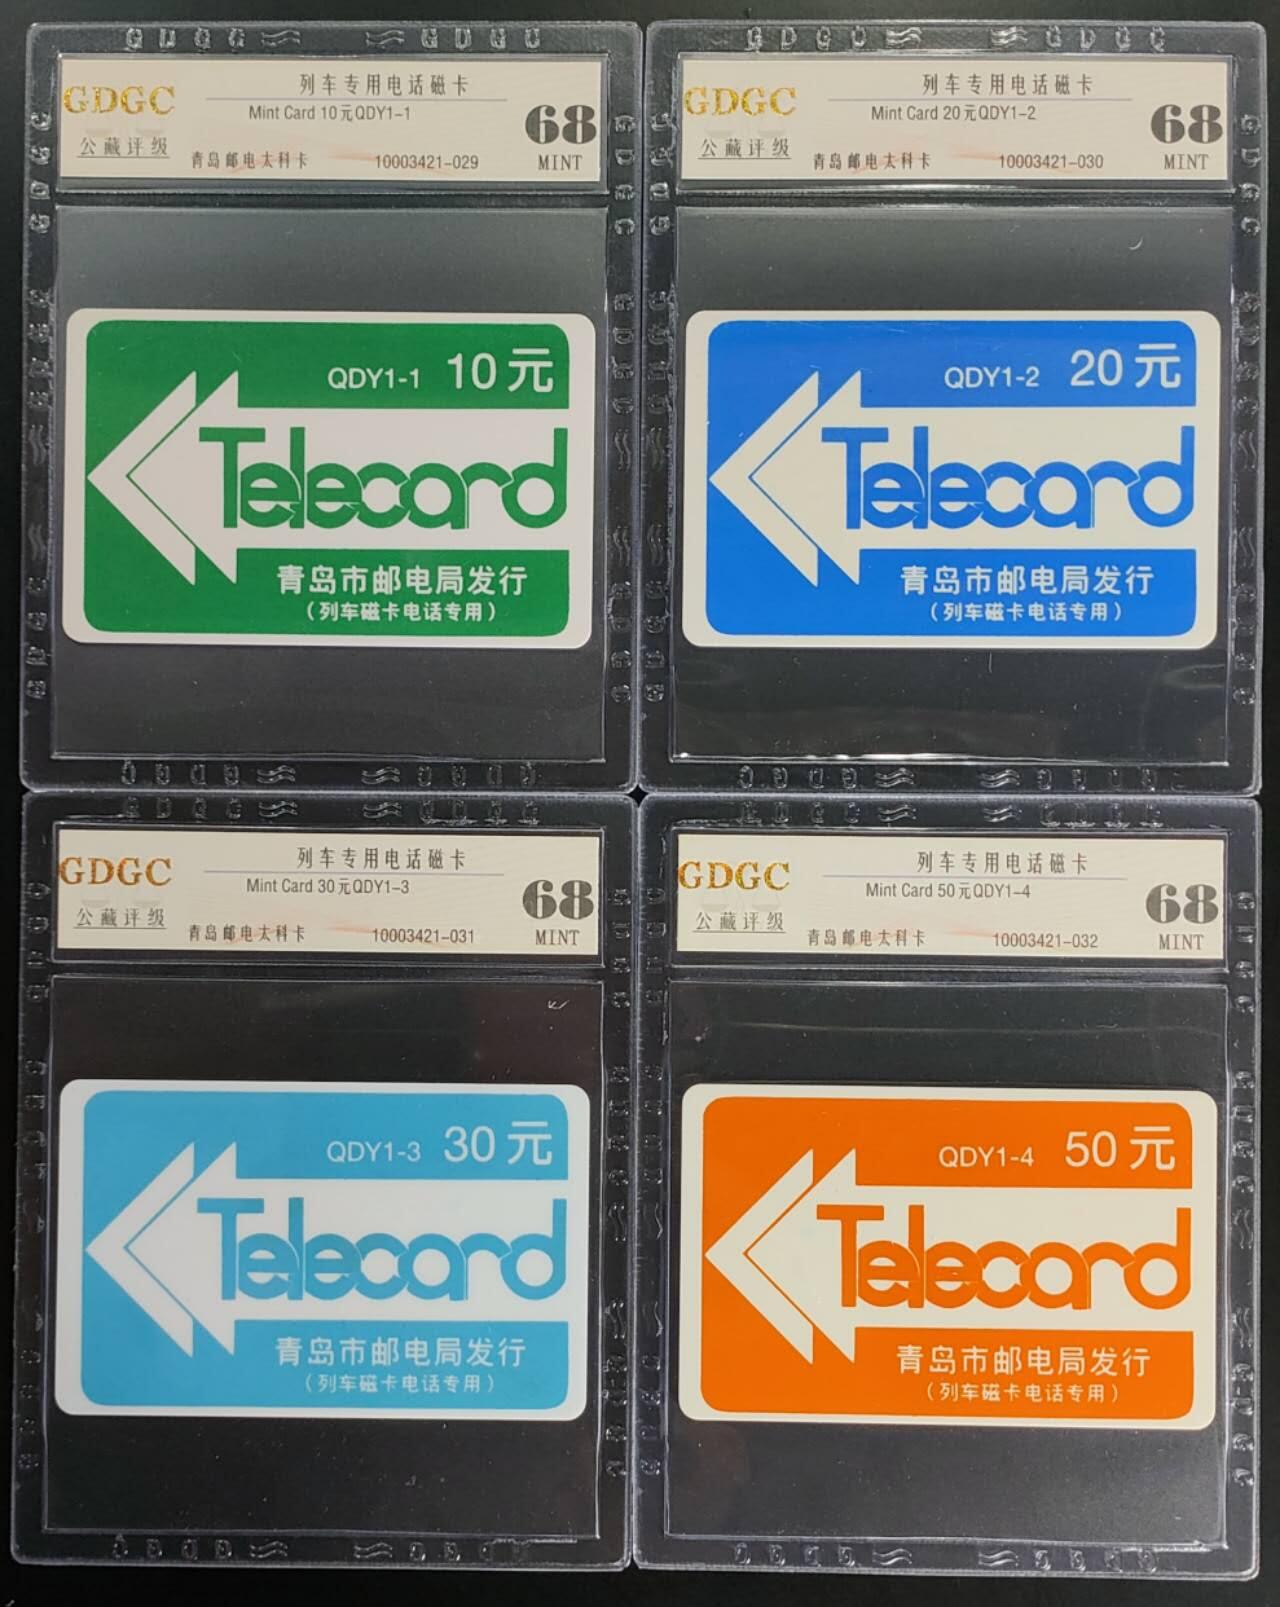 列车专用电话磁卡
GDGC
Mint Card 10元QDY1-1
68
公藏评级
青岛邮电太科卡
10003421-029
MINT
QDY1-1 10元
Telecard
青岛市邮电局发行
(列车磁卡电话专用)
列车专用电话磁卡
GDGC
Mint Card 20元QDY1-2
68
公藏评级
青岛邮电太科卡
10003421-030
MINT
QDY1-2 20元
Telecard
青岛市邮电局发行
(列车磁卡电话专用)
列车专用电话磁卡
GDGC
Mint Card 30元QDY1-3
68
公藏评级
青岛邮电太科卡
10003421-031
MINT
QDY1-3 30元
Telecard
青岛市邮电局发行
(列车磁卡电话专用)
列车专用电话磁卡
GDGC
Mint Card 50元QDY1-4
68
公藏评级
青岛邮电太科卡
10003421-032
MINT
QDY1-4 50元
Telecard
青岛市邮电局发行
(列车磁卡电话专用)